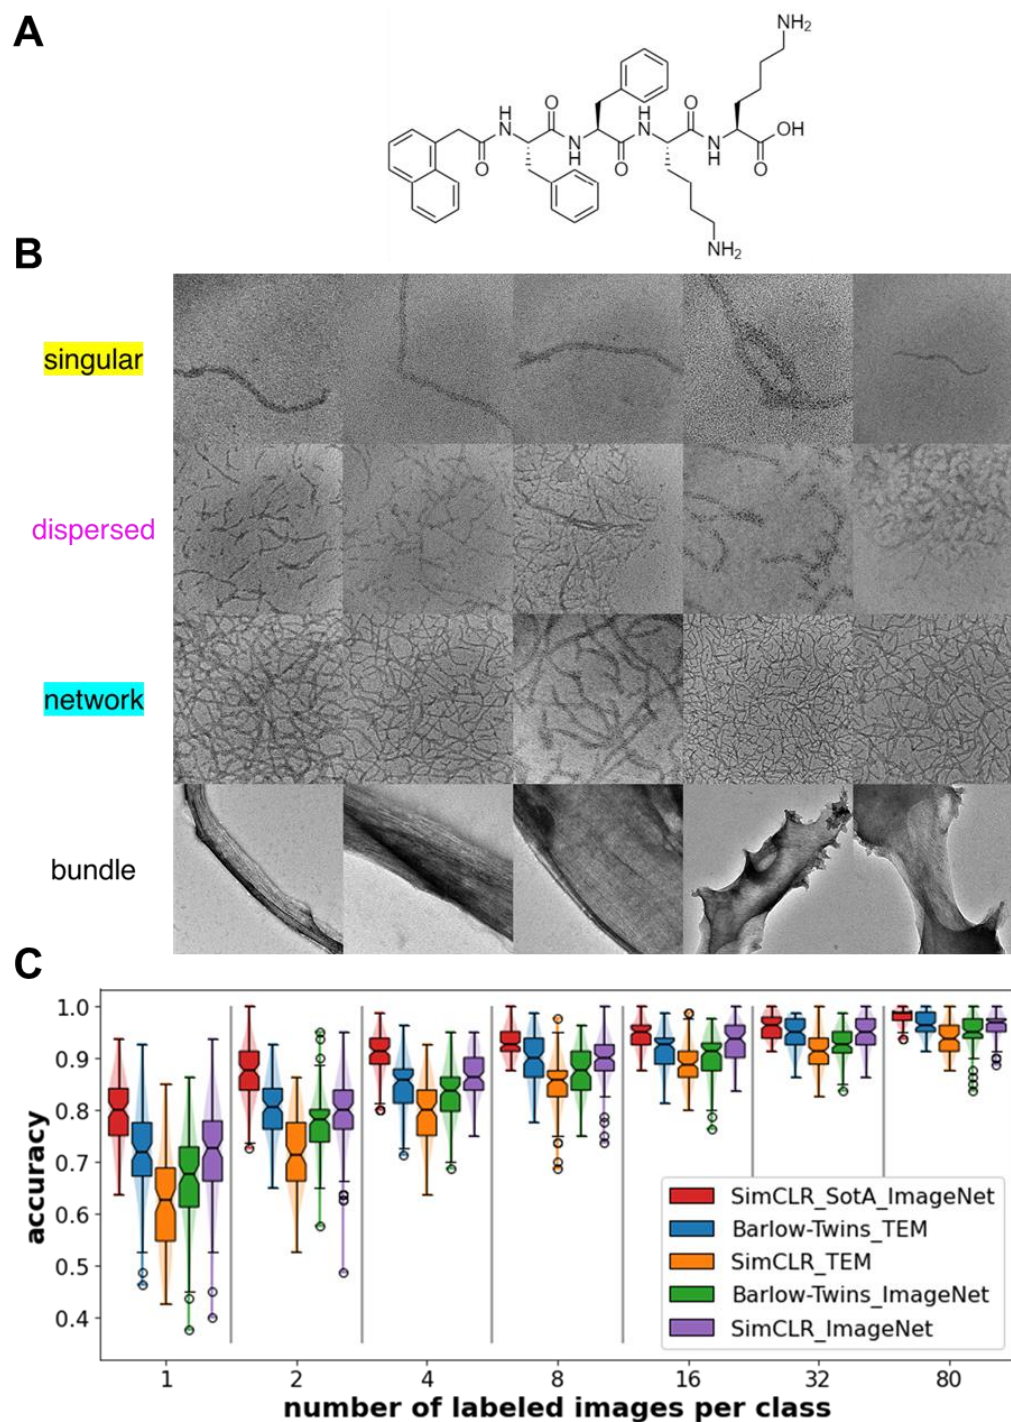 A
NH2
H
N
O
N
H
O
H
N
O
N
H
OH
O
NH2
B
singular
dispersed
network
bundle
C
accuracy
1.0
0.9
0.8
0.7
0.6
0.5
0.4
SimCLR_SotA_ImageNet
Barlow-Twins_TEM
SimCLR_TEM
Barlow-Twins_ImageNet
SimCLR_ImageNet
1 2 4 8 16 32 80
number of labeled images per class